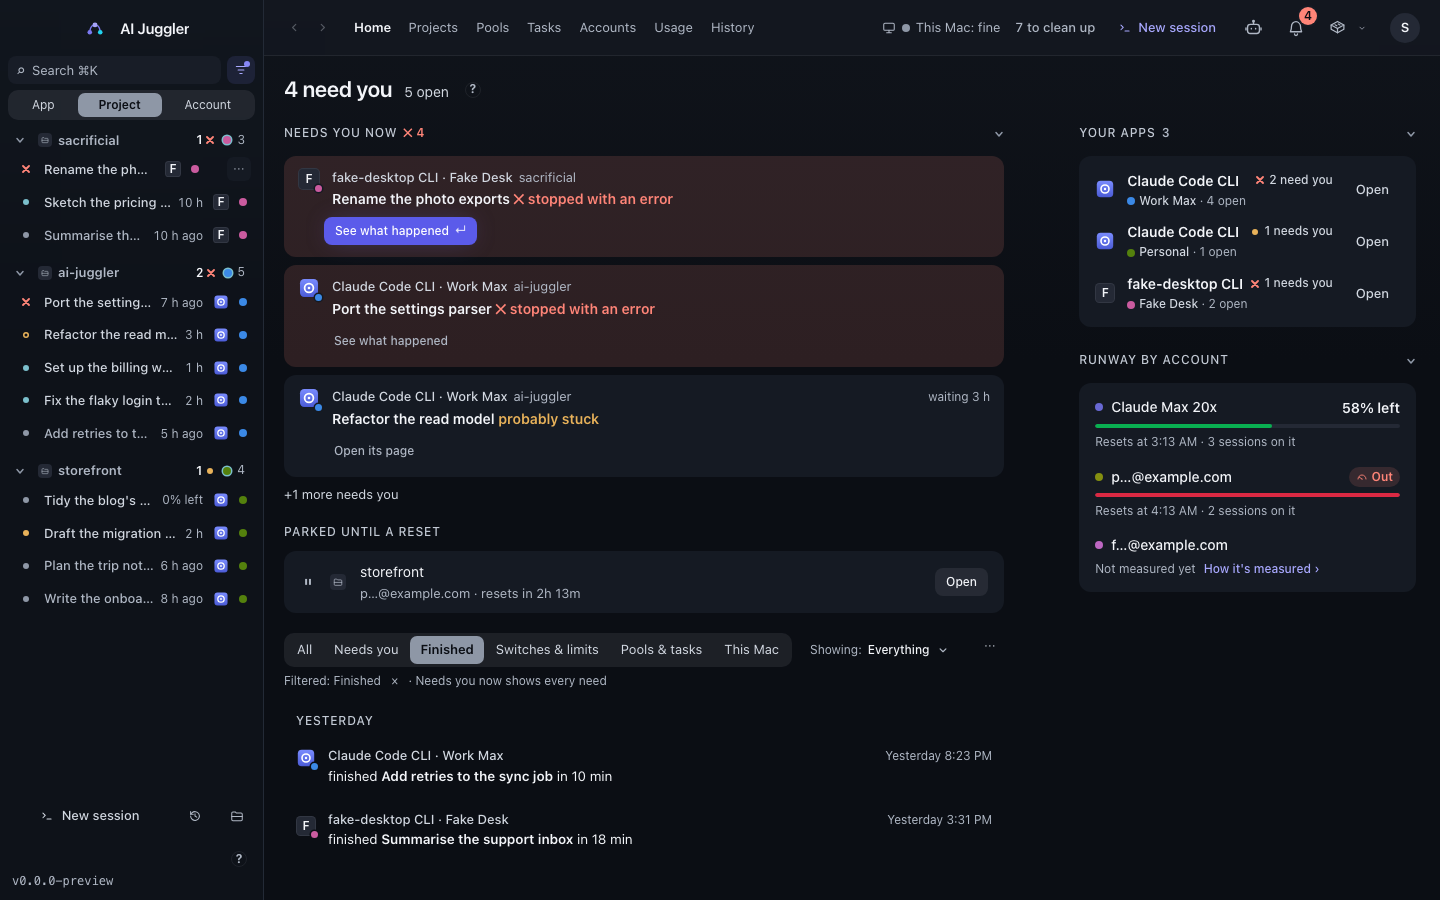 AI Juggler
Search ⌘K
App Project Account
sacrificial 1 3
Rename the ph... F ...
Sketch the pricing ... 10 h F
Summarise th... 10 h ago F
ai-juggler 2 5
Port the setting... 7 h ago
Refactor the read m... 3 h
Set up the billing w... 1 h
Fix the flaky login t... 2 h
Add retries to t... 5 h ago
storefront 1 4
Tidy the blog's ... 0% left
Draft the migration ... 2 h
Plan the trip not... 6 h ago
Write the onboa... 8 h ago
New session
?
v0.0.0-preview
Home Projects Pools Tasks Accounts Usage History
This Mac: fine 7 to clean up New session 4 S
4 need you 5 open ?
NEEDS YOU NOW 4
F fake-desktop CLI · Fake Desk sacrificial
Rename the photo exports stopped with an error
See what happened ↵
Claude Code CLI · Work Max ai-juggler
Port the settings parser stopped with an error
See what happened
Claude Code CLI · Work Max ai-juggler waiting 3 h
Refactor the read model probably stuck
Open its page
+1 more needs you
PARKED UNTIL A RESET
storefront
p...@example.com · resets in 2h 13m
Open
All Needs you Finished Switches & limits Pools & tasks This Mac Showing: Everything ...
Filtered: Finished × · Needs you now shows every need
YESTERDAY
Claude Code CLI · Work Max Yesterday 8:23 PM
finished Add retries to the sync job in 10 min
F fake-desktop CLI · Fake Desk Yesterday 3:31 PM
finished Summarise the support inbox in 18 min
YOUR APPS 3
Claude Code CLI 2 need you Open
Work Max · 4 open
Claude Code CLI 1 needs you Open
Personal · 1 open
F fake-desktop CLI 1 needs you Open
Fake Desk · 2 open
RUNWAY BY ACCOUNT
Claude Max 20x 58% left
Resets at 3:13 AM · 3 sessions on it
p...@example.com Out
Resets at 4:13 AM · 2 sessions on it
f...@example.com
Not measured yet How it's measured ›